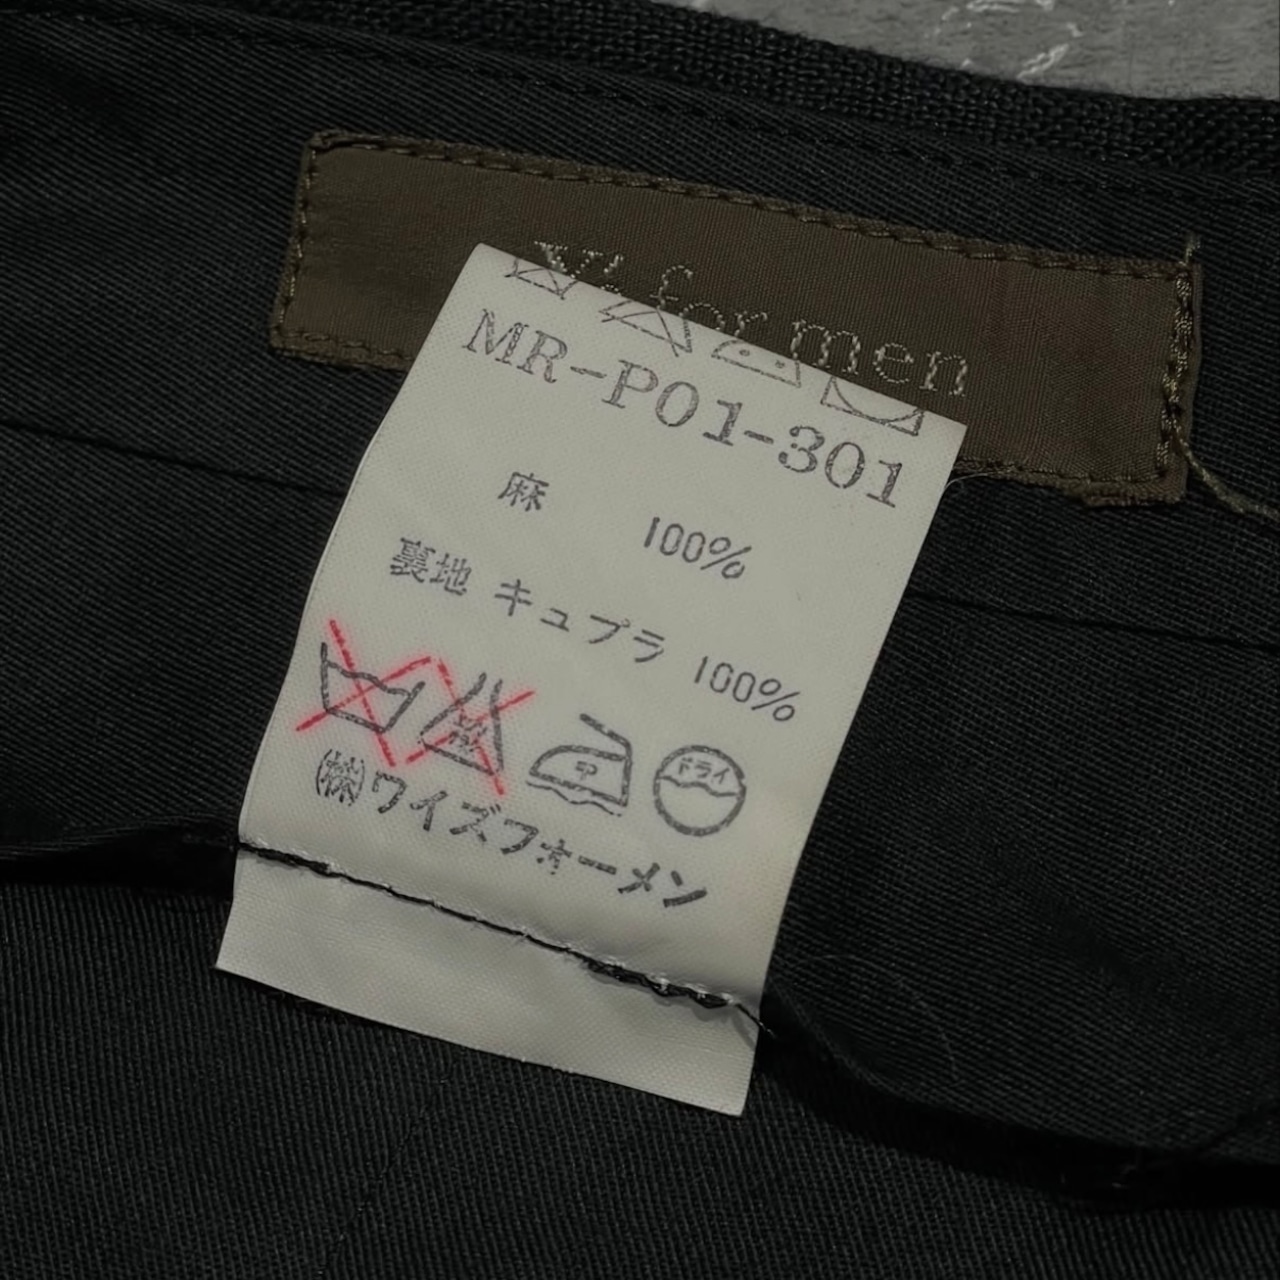 Y's for men
MR-P01-301
麻 100%
裏地 キュプラ 100%
中
ドライ
㈱ワイズフォーメン